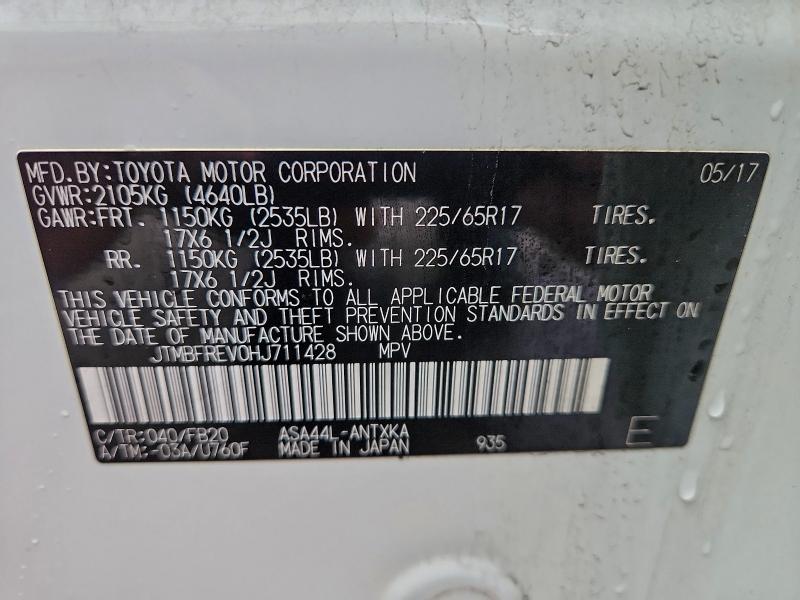 MFD.BY:TOYOTA MOTOR CORPORATION 05/17
GVWR:2105KG (4640LB)
GAWR:FRT. 1150KG (2535LB) WITH 225/65R17 TIRES.
17X6 1/2J RIMS.
RR. 1150KG (2535LB) WITH 225/65R17 TIRES.
17X6 1/2J RIMS.
THIS VEHICLE CONFORMS TO ALL APPLICABLE FEDERAL MOTOR
VEHICLE SAFETY AND THEFT PREVENTION STANDARDS IN EFFECT ON
THE DATE OF MANUFACTURE SHOWN ABOVE.
JTMBFREV0HJ711428 MPV
C/TR:040/FB20 ASA44L-ANTXKA
A/TM:-03A/U760F MADE IN JAPAN 935 E